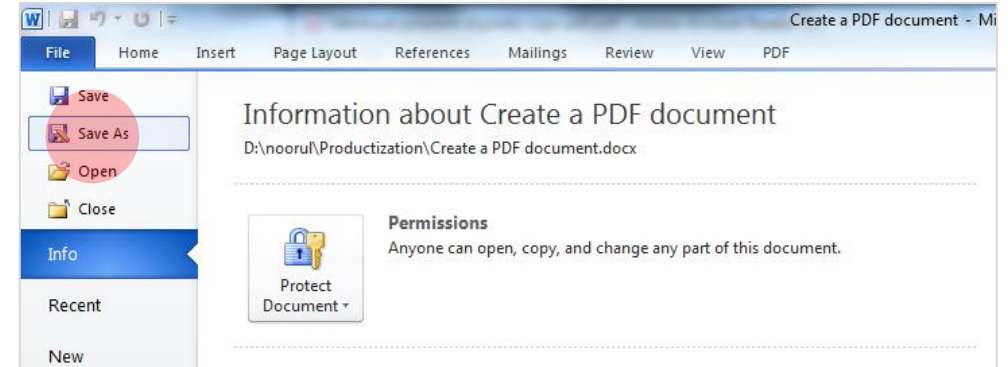 W
Create a PDF document - Mi
File Home Insert Page Layout References Mailings Review View PDF
Save
Save As
Open
Close
Info
Recent
New
Information about Create a PDF document
D:\noorul\Productization\Create a PDF document.docx
Protect
Document
Permissions
Anyone can open, copy, and change any part of this document.